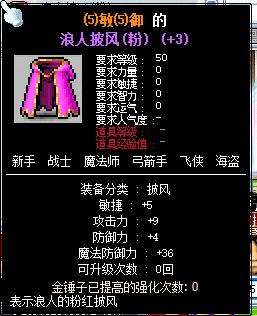 (5)敏(5)御 的
浪人披风(粉) (+3)
要求等级 : 50
要求力量 : 0
要求敏捷 : 0
要求智力 : 0
要求运气 : 0
要求人气度 : -
道具等级 : -
道具经验值 : -
新手 战士 魔法师 弓箭手 飞侠 海盗
装备分类 : 披风
敏捷 : +5
攻击力 : +9
防御力 : +4
魔法防御力 : +36
可升级次数 : 0回
金锤子已提高的强化次数: 0
表示浪人的粉红披风